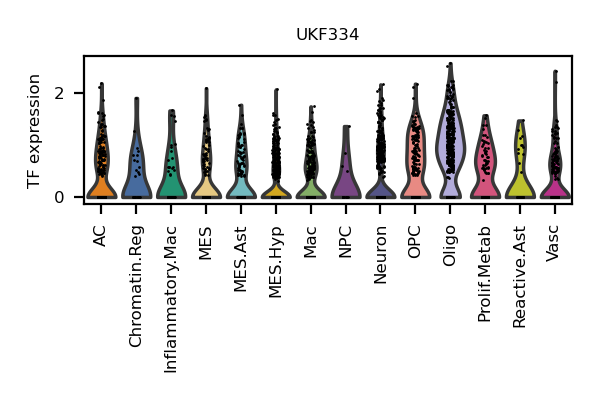 UKF334
TF expression
2
0
AC
Chromatin.Reg
Inflammatory.Mac
MES
MES.Ast
MES.Hyp
Mac
NPC
Neuron
OPC
Oligo
Prolif.Metab
Reactive.Ast
Vasc